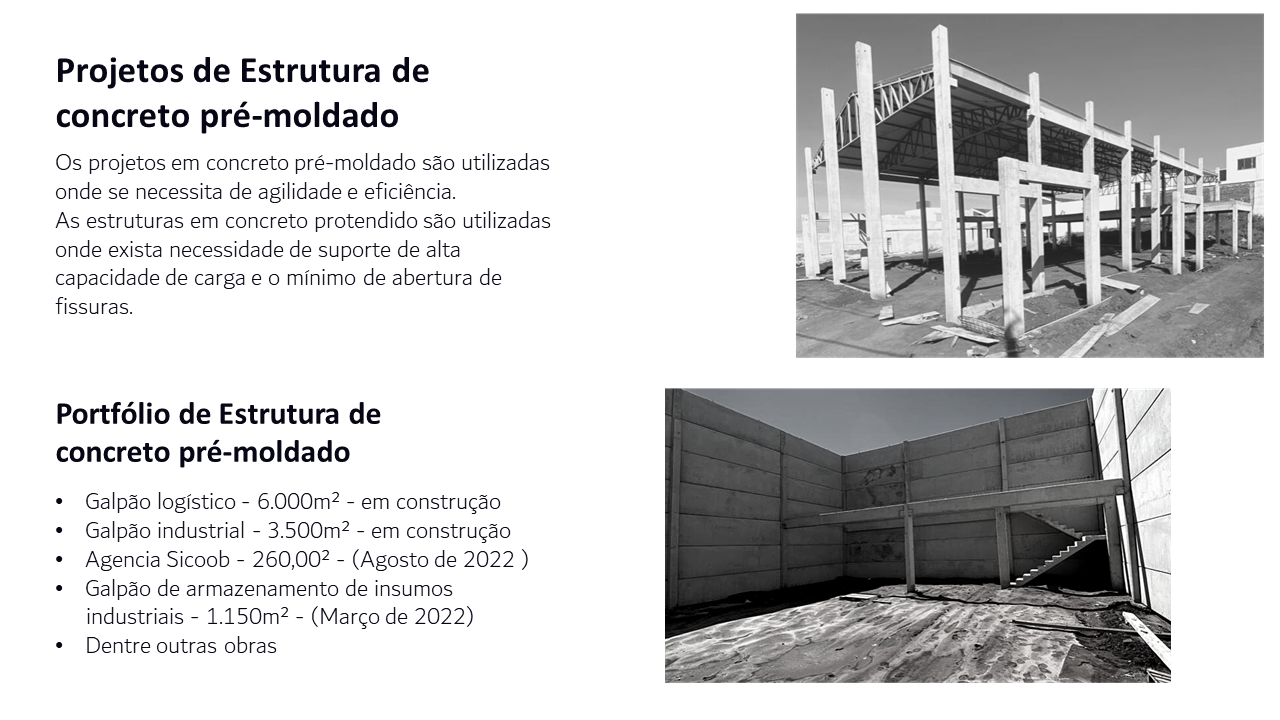 Projetos de Estrutura de
concreto pré-moldado
Os projetos em concreto pré-moldado são utilizadas
onde se necessita de agilidade e eficiência.
As estruturas em concreto protendido são utilizadas
onde exista necessidade de suporte de alta
capacidade de carga e o mínimo de abertura de
fissuras.
Portfólio de Estrutura de
concreto pré-moldado
• Galpão logístico - 6.000m² - em construção
• Galpão industrial - 3.500m² - em construção
• Agencia Sicoob - 260,00² - (Agosto de 2022 )
• Galpão de armazenamento de insumos
industriais - 1.150m² - (Março de 2022)
• Dentre outras obras